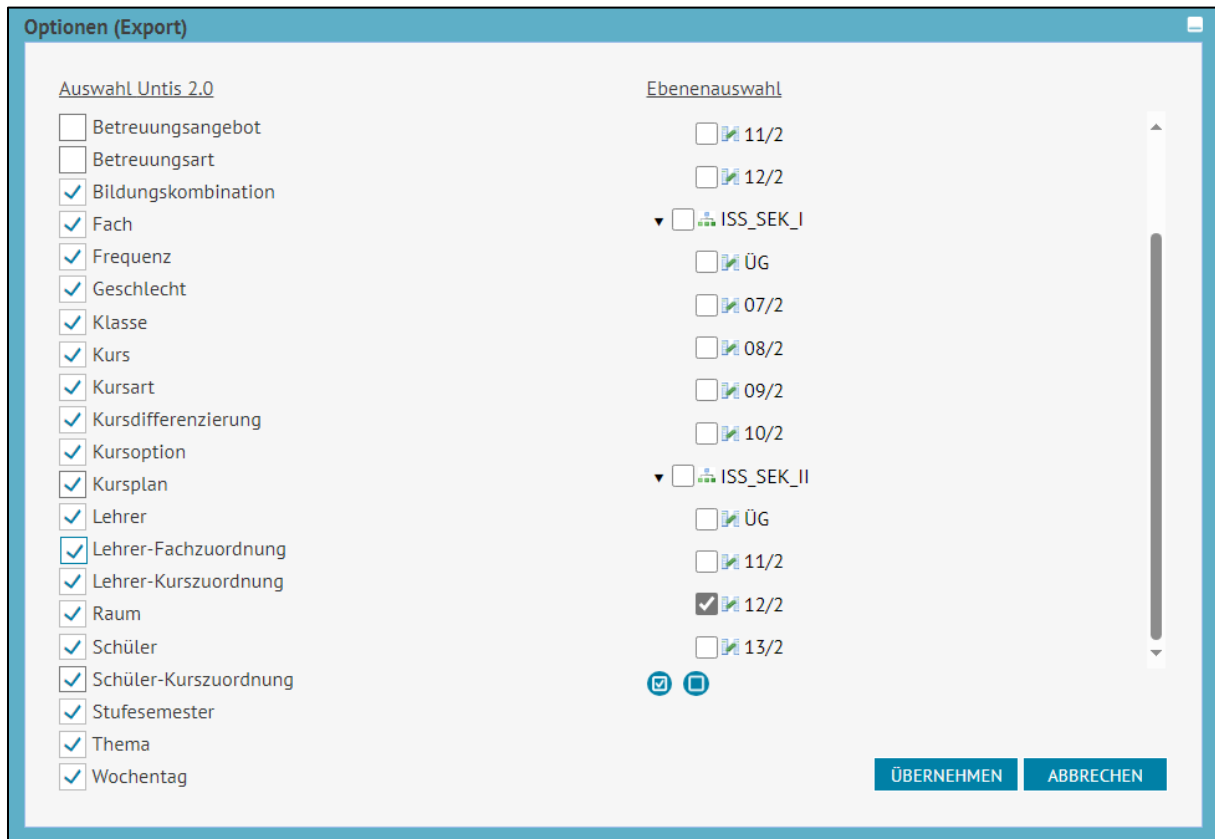 Optionen (Export)
Auswahl Untis 2.0
Betreuungsangebot
Betreuungsart
Bildungskombination
Fach
Frequenz
Geschlecht
Klasse
Kurs
Kursart
Kursdifferenzierung
Kursoption
Kursplan
Lehrer
Lehrer-Fachzuordnung
Lehrer-Kurszuordnung
Raum
Schüler
Schüler-Kurszuordnung
Stufesemester
Thema
Wochentag
Ebenenauswahl
11/2
12/2
ISS_SEK_I
ÜG
07/2
08/2
09/2
10/2
ISS_SEK_II
ÜG
11/2
12/2
13/2
ÜBERNEHMEN ABBRECHEN